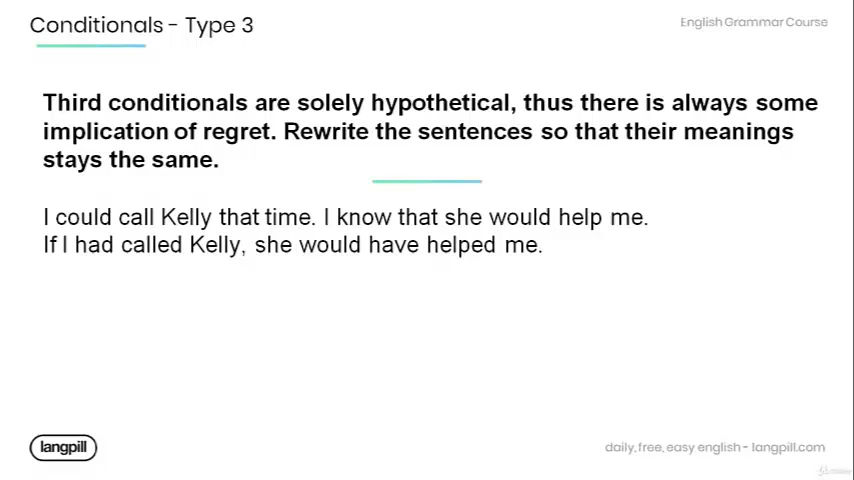 Conditionals - Type 3
English Grammar Course
Third conditionals are solely hypothetical, thus there is always some
implication of regret. Rewrite the sentences so that their meanings
stays the same.
I could call Kelly that time. I know that she would help me.
If I had called Kelly, she would have helped me.
langpill
daily, free, easy english - langpill.com